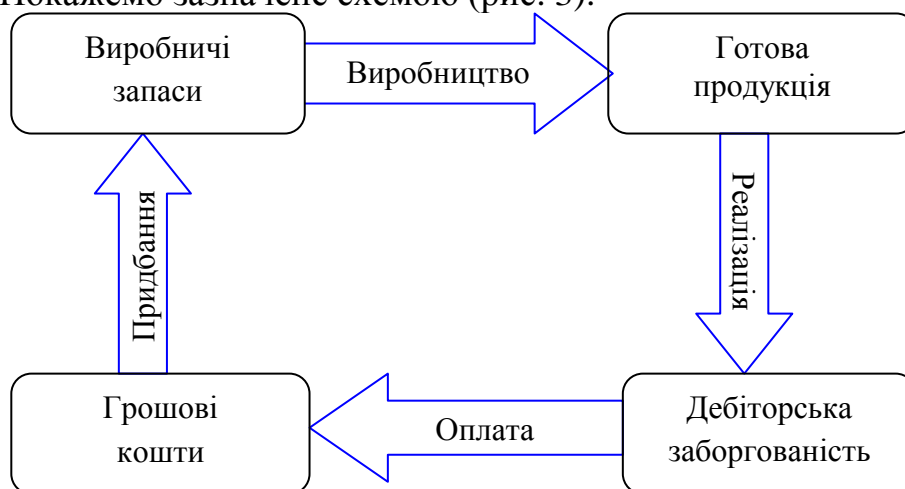 Покажемо зазначене схемою (рис. 3).
Виробничі
запаси
Виробництво
Готова
продукція
Придбання
Реалізація
Грошові
кошти
Оплата
Дебіторська
заборгованість